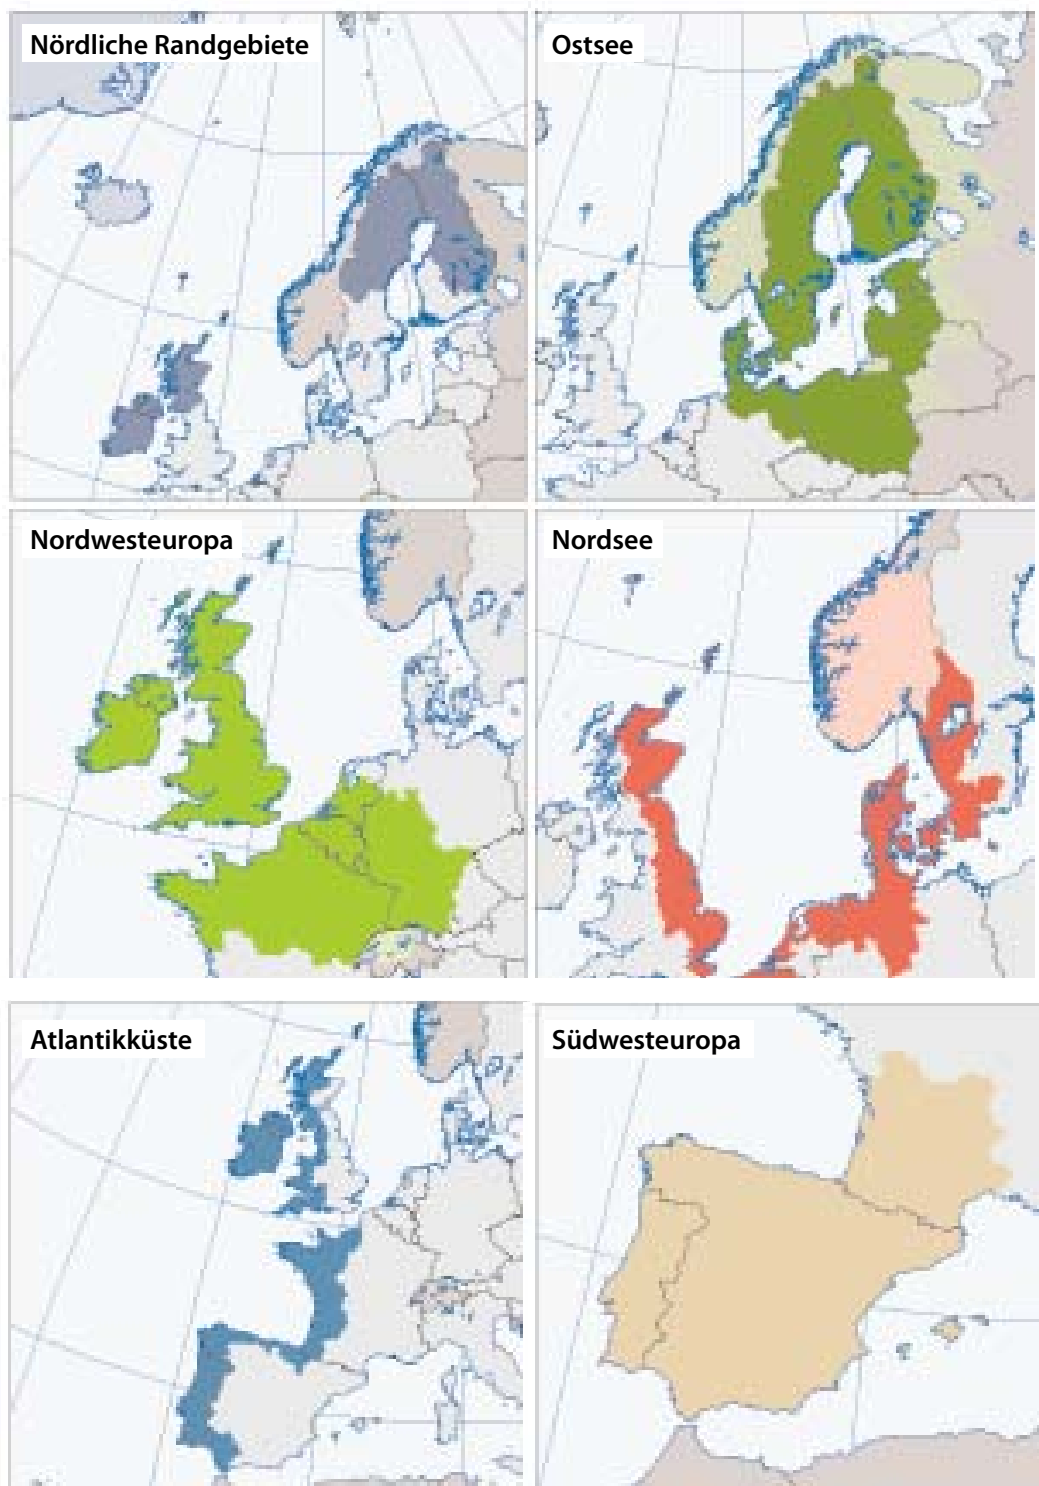 Nördliche Randgebiete
Ostsee
Nordwesteuropa
Nordsee
Atlantikküste
Südwesteuropa